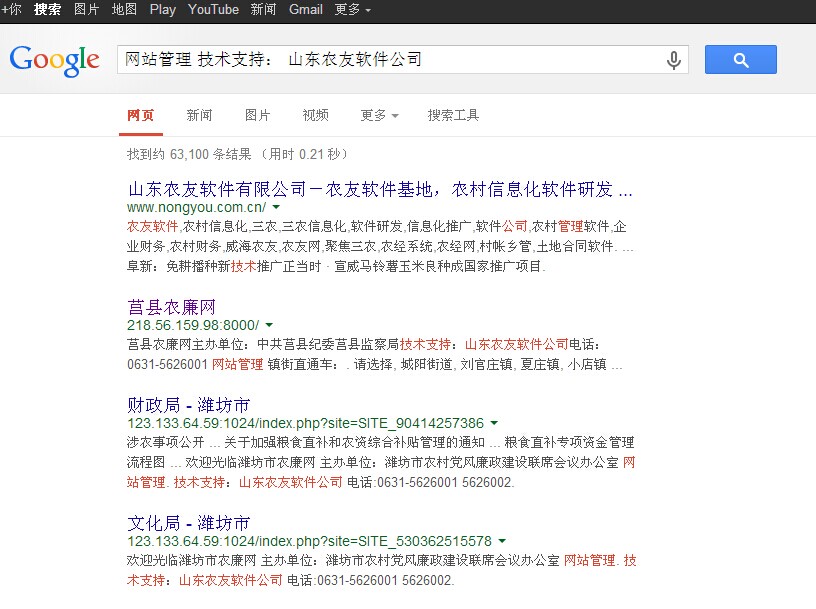 +你 搜索 图片 地图 Play YouTube 新闻 Gmail 更多
Google 网站管理 技术支持： 山东农友软件公司
网页 新闻 图片 视频 更多 搜索工具
找到约 63,100 条结果 （用时 0.21 秒）
山东农友软件有限公司－农友软件基地，农村信息化软件研发 ...
www.nongyou.com.cn/
农友软件,农村信息化,三农,三农信息化,软件研发,信息化推广,软件公司,农村管理软件,企
业财务,农村财务,威海农友,农友网,聚焦三农,农经系统,农经网,村帐乡管,土地合同软件. ...
阜新：免耕播种新技术推广正当时 · 宣威马铃薯玉米良种成国家推广项目.
莒县农廉网
218.56.159.98:8000/
莒县农廉网主办单位：中共莒县纪委莒县监察局技术支持：山东农友软件公司电话：
0631-5626001 网站管理 镇街直通车：. 请选择, 城阳街道, 刘官庄镇, 夏庄镇, 小店镇 ...
财政局 - 潍坊市
123.133.64.59:1024/index.php?site=SITE_90414257386
涉农事项公开 ... 关于加强粮食直补和农资综合补贴管理的通知 ... 粮食直补专项资金管理
流程图 ... 欢迎光临潍坊市农廉网 主办单位：潍坊市农村党风廉政建设联席会议办公室 网
站管理. 技术支持：山东农友软件公司 电话:0631-5626001 5626002.
文化局 - 潍坊市
123.133.64.59:1024/index.php?site=SITE_530362515578
欢迎光临潍坊市农廉网 主办单位：潍坊市农村党风廉政建设联席会议办公室 网站管理. 技
术支持：山东农友软件公司 电话:0631-5626001 5626002.